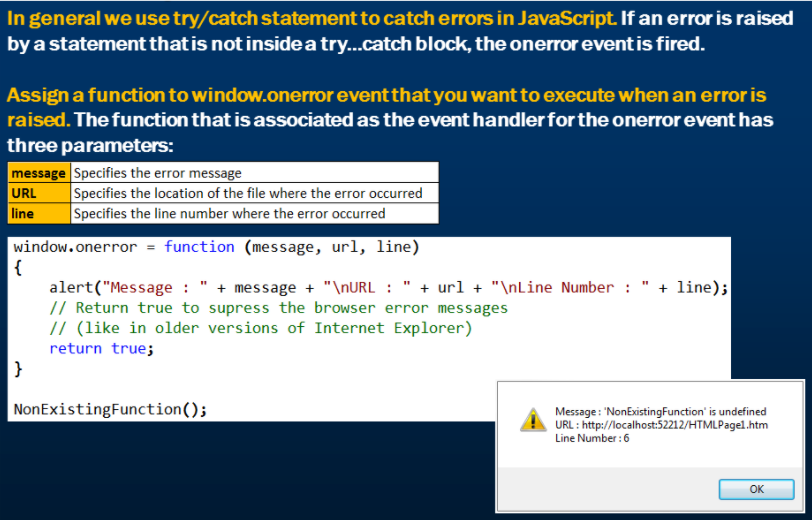 In general we use try/catch statement to catch errors in JavaScript. If an error is raised
by a statement that is not inside a try...catch block, the onerror event is fired.
Assign a function to window.onerror event that you want to execute when an error is
raised. The function that is associated as the event handler for the onerror event has
three parameters:
message Specifies the error message
URL Specifies the location of the file where the error occurred
line Specifies the line number where the error occurred
window.onerror = function (message, url, line)
{
alert("Message : " + message + "\nURL : " + url + "\nLine Number : " + line);
// Return true to supress the browser error messages
// (like in older versions of Internet Explorer)
return true;
}
NonExistingFunction();
Message : 'NonExistingFunction' is undefined
URL : http://localhost:52212/HTMLPage1.htm
Line Number : 6
OK